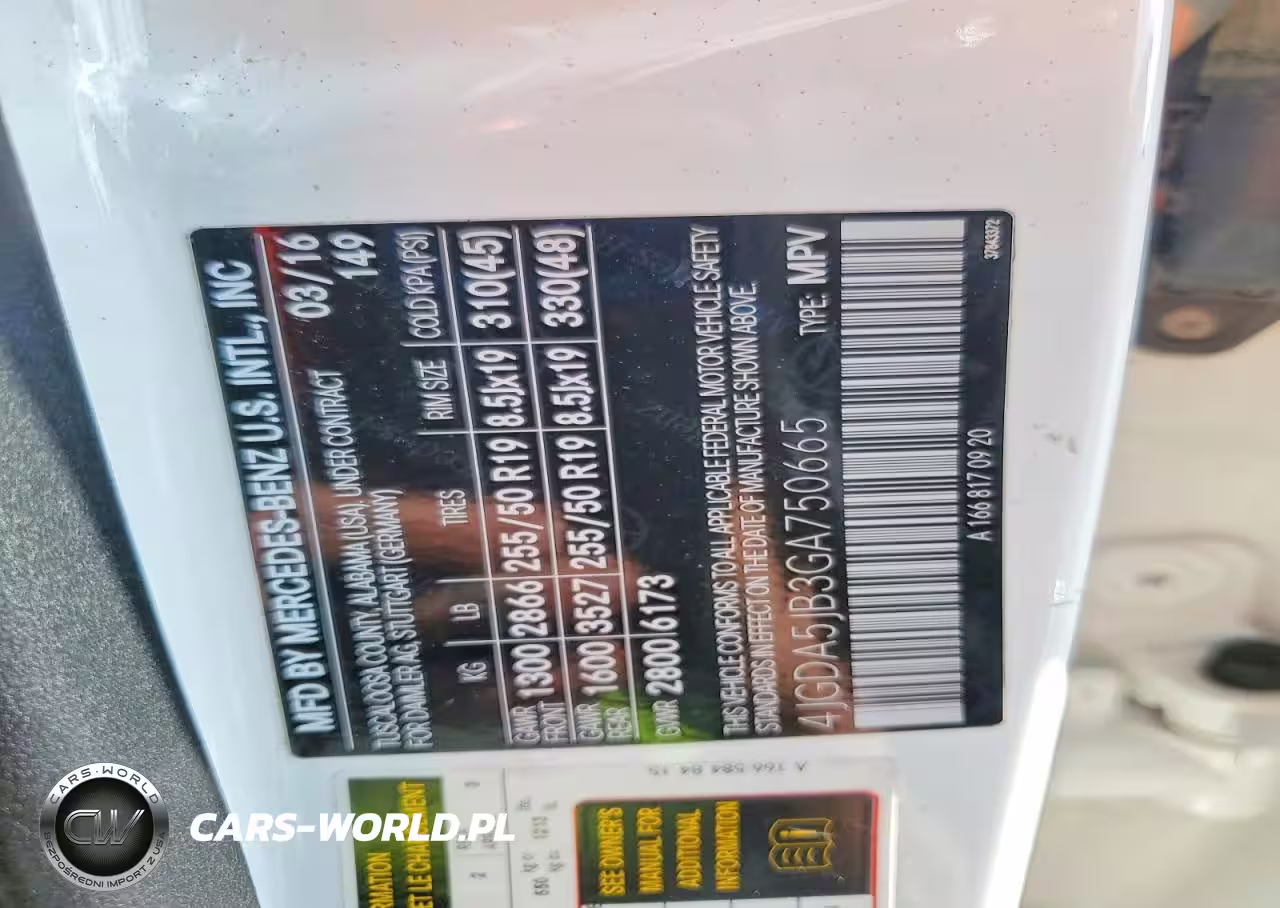 MFD BY MERCEDES-BENZ U.S. INTL., INC
03/16
TUSCALOOSA COUNTY, ALABAMA (USA), UNDER CONTRACT 149
FOR DAIMLER AG STUTTGART (GERMANY)
KG LB TIRES RIM SIZE COLD KPA (PSI)
GAWR FRONT 1300 2866 255/50 R19 8.5Jx19 310(45)
GAWR REAR 1600 3527 255/50 R19 8.5Jx19 330(48)
GVWR 2800 6173
THIS VEHICLE CONFORMS TO ALL APPLICABLE FEDERAL MOTOR VEHICLE SAFETY
STANDARDS IN EFFECT ON THE DATE OF MANUFACTURE SHOWN ABOVE.
4JGDA5JB3GA750665 TYPE: MPV
A 166 817 09 20
37843372
A 166 584 84 15
SEE OWNER'S
MANUAL FOR
ADDITIONAL
INFORMATION
CARS-WORLD
CW
BEZPOŚREDNI IMPORT Z USA
CARS-WORLD.PL